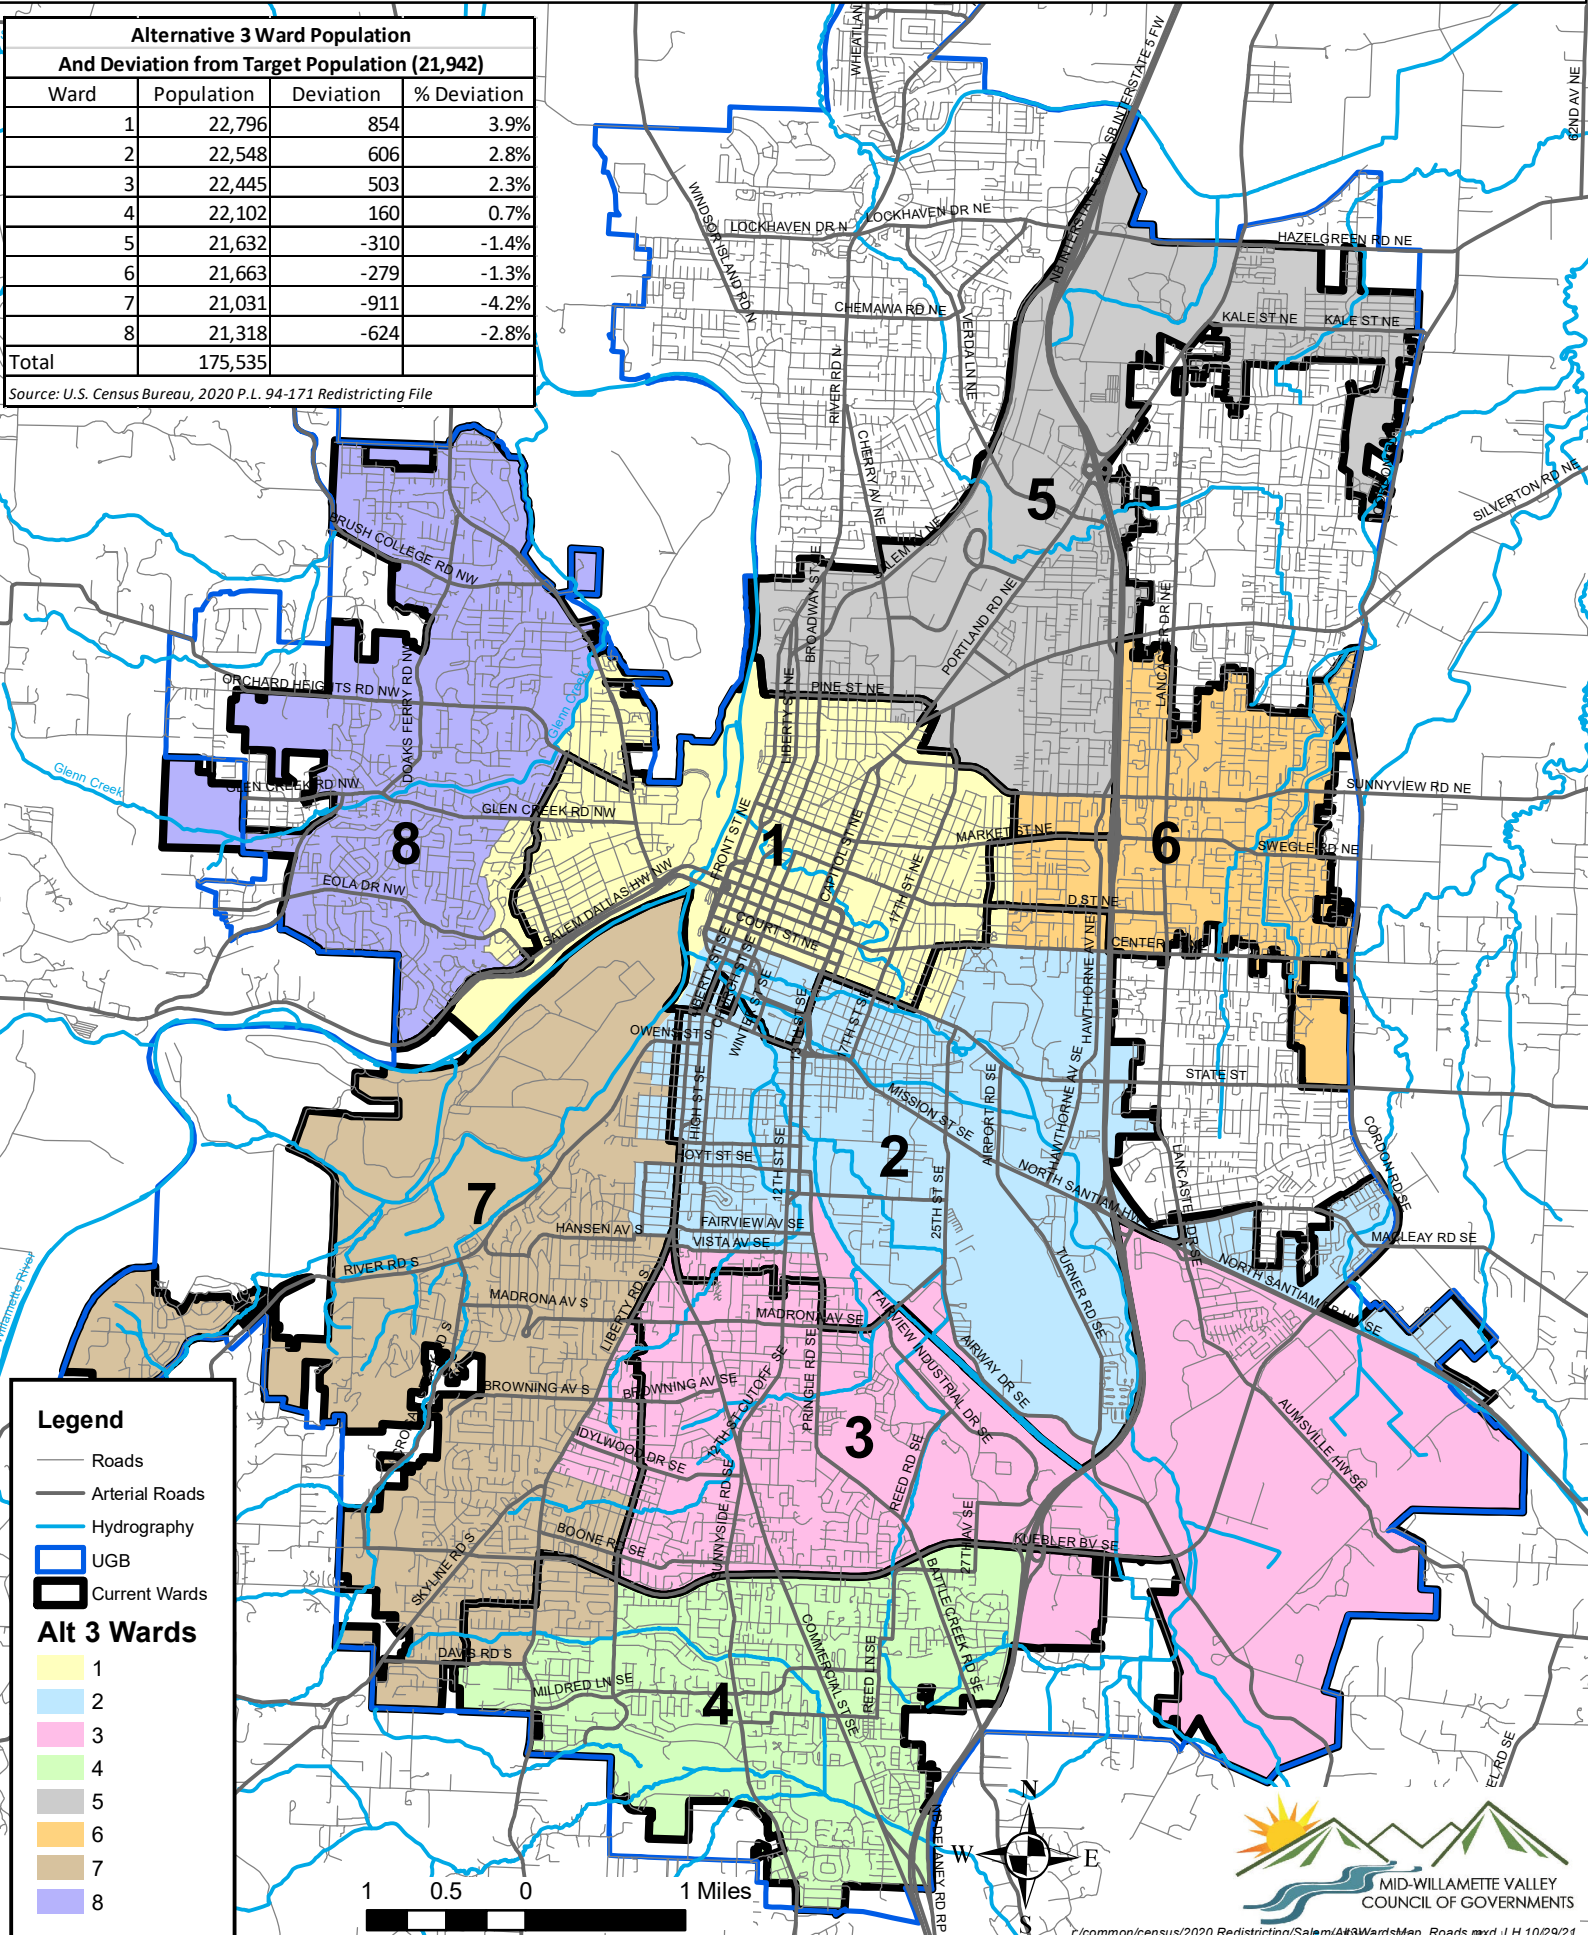 Alternative 3 Ward Population
And Deviation from Target Population (21,942)
Ward Population Deviation % Deviation
1 22,796 854 3.9%
2 22,548 606 2.8%
3 22,445 503 2.3%
4 22,102 160 0.7%
5 21,632 -310 -1.4%
6 21,663 -279 -1.3%
7 21,031 -911 -4.2%
8 21,318 -624 -2.8%
Total 175,535
Source: U.S. Census Bureau, 2020 P.L. 94-171 Redistricting File
WINDSOR ISLAND RD N
LOCKHAVEN DR N
LOCKHAVEN DR NE
SB INTERSTATE 5 FW
NB INTERSTATE 5 FW
62ND AV NE
HAZELGREEN RD NE
CHEMAWA RD NE
VERDA LN NE
KALE ST NE
KALE ST NE
RIVER RD N
CHERRY AV NE
SILVERTON RD NE
5
BRUSH COLLEGE RD NW
BROADWAY ST NE
PORTLAND RD NE
LANCASTER DR NE
ORCHARD HEIGHTS RD NW
DOAKS FERRY RD NW
Glenn Creek
PINE ST NE
LIBERTY ST NE
Glenn Creek
GLEN CREEK RD NW
GLEN CREEK RD NW
SUNNYVIEW RD NE
8
1
6
FRONT ST NE
CAPITOL ST NE
MARKET ST NE
SWEGLE RD NE
EOLA DR NW
SALEM DALLAS HW NW
17TH ST NE
D ST NE
COURT ST NE
CENTER
HAWTHORNE AV NE
LIBERTY ST SE
WINTER ST SE
13TH ST SE
17TH ST SE
OWENS ST S
HIGH ST SE
STATE ST
MISSION ST SE
AIRPORT RD SE
HAWTHORNE AV SE
2
HOYT ST SE
12TH ST SE
25TH ST SE
NORTH SANTIAM HW
LANCASTER DR SE
CORDON RD SE
7
HANSEN AV S
FAIRVIEW AV SE
VISTA AV SE
MACLEAY RD SE
TURNER RD SE
NORTH SANTIAM
RIVER RD S
MADRONA AV S
LIBERTY RD S
MADRONA AV SE
FAIRVIEW INDUSTRIAL DR SE
AIRWAY DR SE
PRINGLE RD SE
BROWNING AV S
BROWNING AV SE
12TH ST CUTOFF SE
3
IDYLWOOD DR SE
SUNNYSIDE RD SE
REED RD SE
AUMSVILLE HW SE
27TH AV SE
KUEBLER BV SE
BOONE RD SE
SKYLINE RD S
BATTLE CREEK RD SE
DAVIS RD S
MILDRED LN SE
COMMERCIAL ST SE
REED LN SE
4
Legend
Roads
Arterial Roads
Hydrography
UGB
Current Wards
Alt 3 Wards
1
2
3
4
5
6
7
8
1 0.5 0 1 Miles
N
W E
S
MID-WILLAMETTE VALLEY
COUNCIL OF GOVERNMENTS